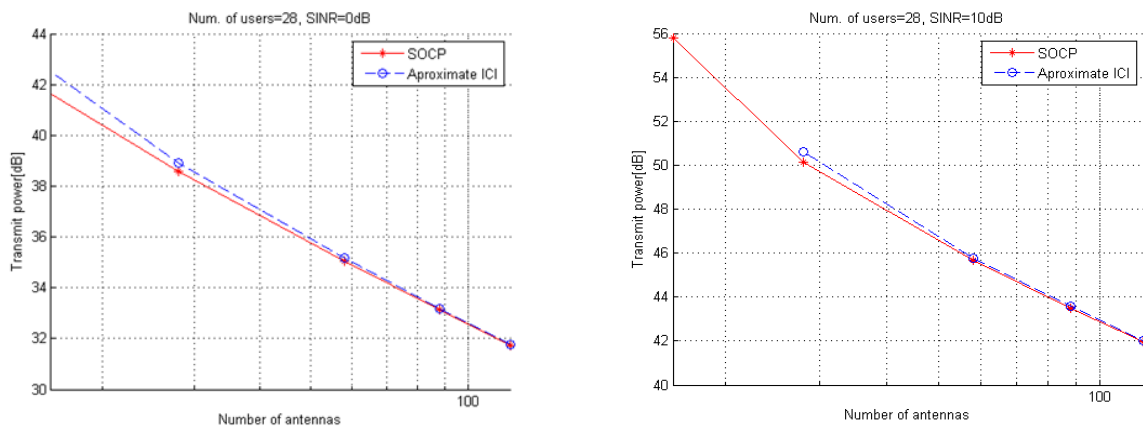 Num. of users=28, SINR=0dB
44
42
40
38
36
34
32
30
Transmit power[dB]
SOCP
Aproximate ICI
100
Number of antennas
Num. of users=28, SINR=10dB
56
54
52
50
48
46
44
42
40
Transmit power[dB]
SOCP
Aproximate ICI
100
Number of antennas